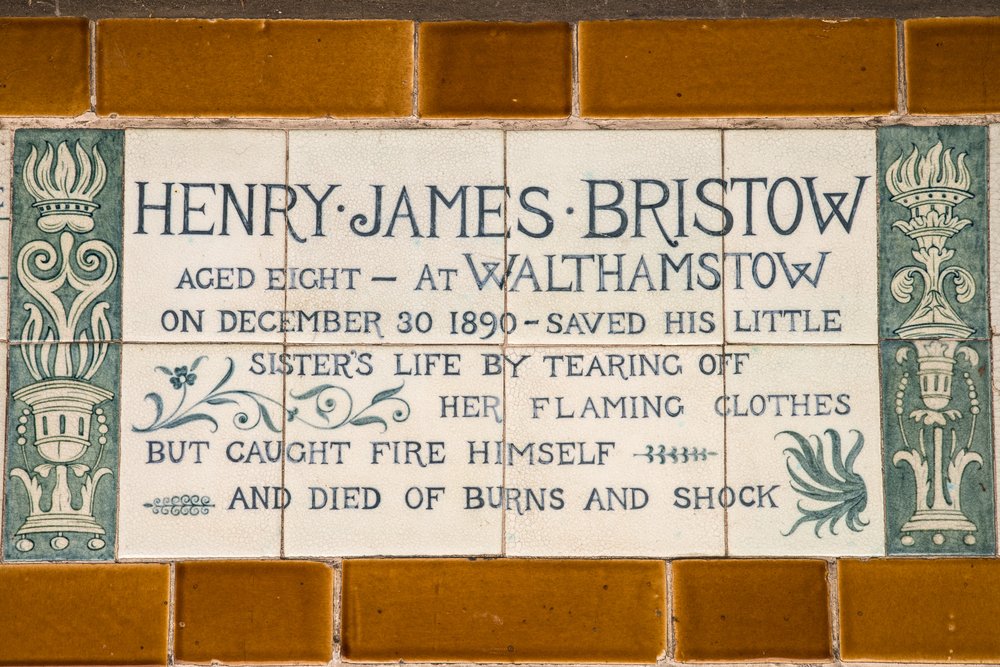 HENRY·JAMES·BRISTOW
AGED EIGHT — AT WALTHAMSTOW
ON DECEMBER 30 1890 - SAVED HIS LITTLE
SISTER'S LIFE BY TEARING OFF
HER FLAMING CLOTHES
BUT CAUGHT FIRE HIMSELF
AND DIED OF BURNS AND SHOCK